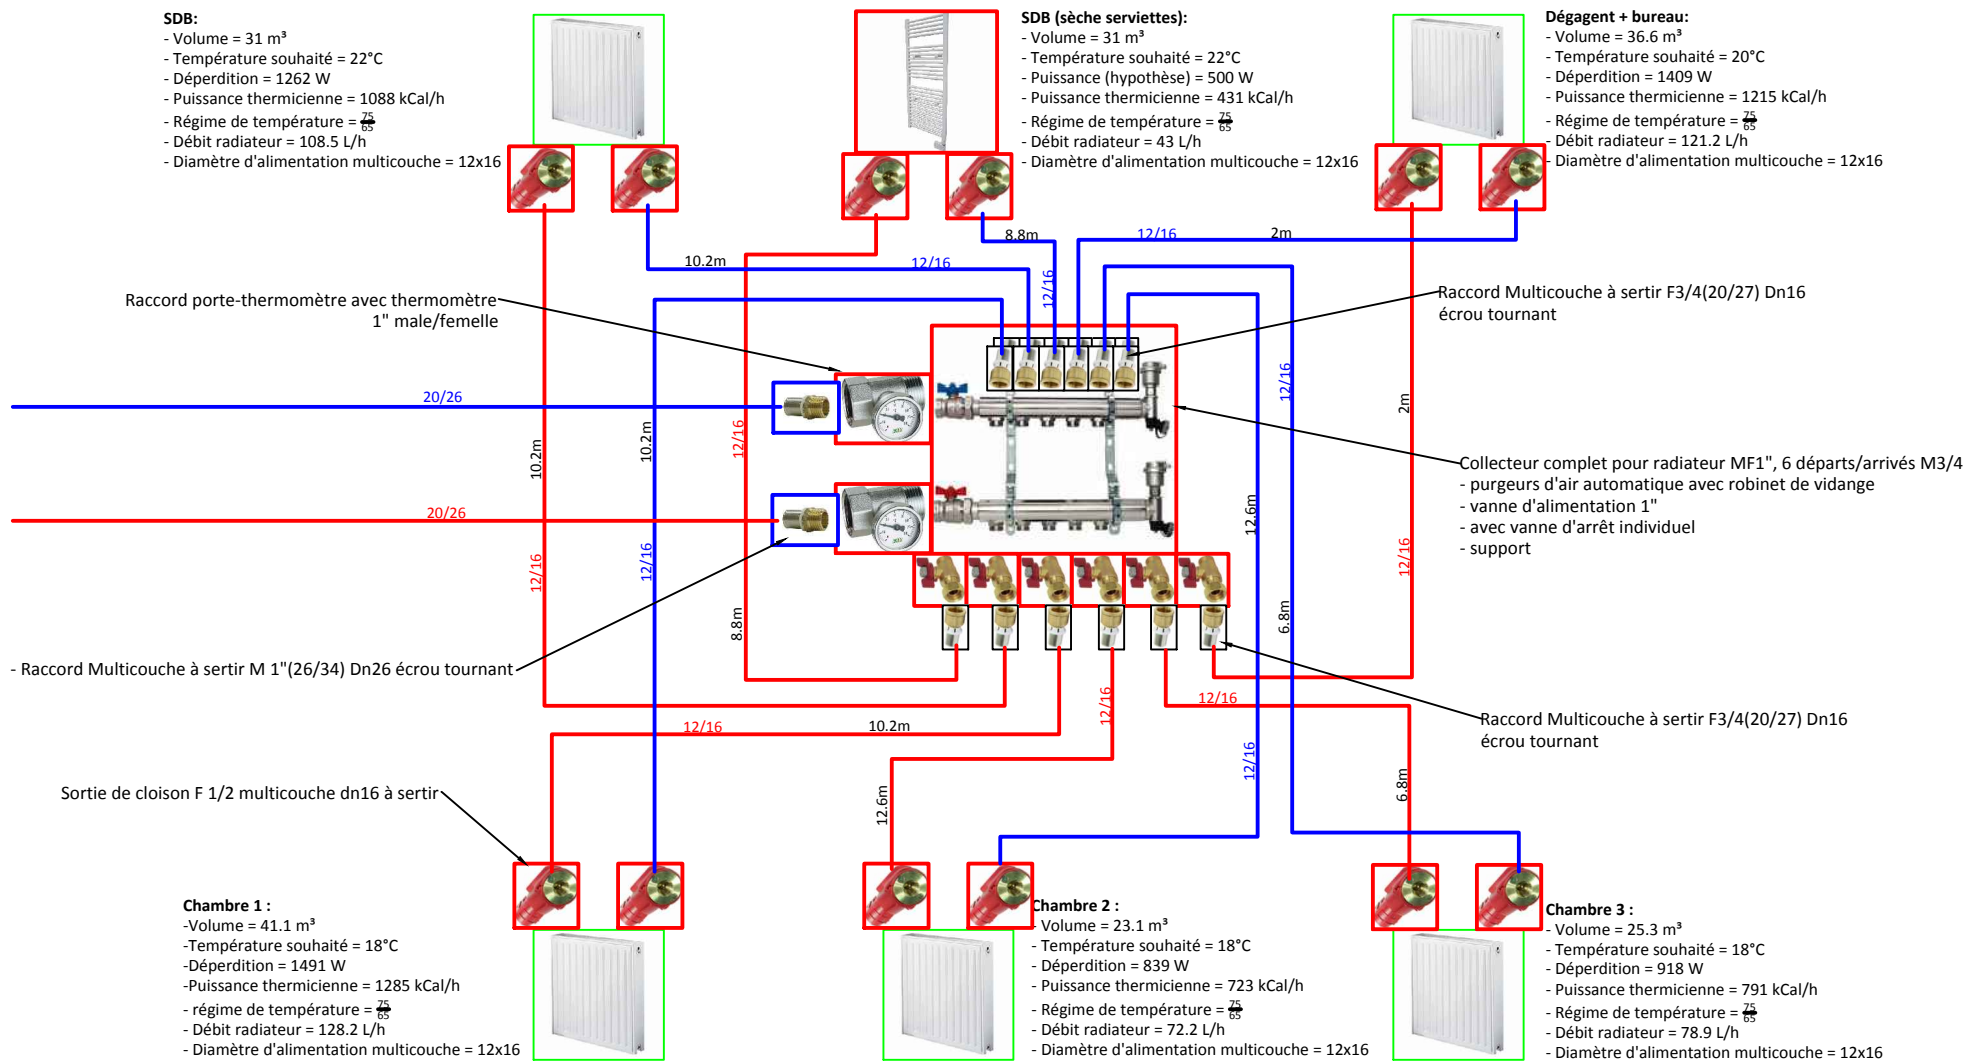 SDB:
- Volume = 31 m³
- Température souhaité = 22°C
- Déperdition = 1262 W
- Puissance thermicienne = 1088 kCal/h
- Régime de température = 75/65
- Débit radiateur = 108.5 L/h
- Diamètre d'alimentation multicouche = 12x16
SDB (sèche serviettes):
- Volume = 31 m³
- Température souhaité = 22°C
- Puissance (hypothèse) = 500 W
- Puissance thermicienne = 431 kCal/h
- Régime de température = 75/65
- Débit radiateur = 43 L/h
- Diamètre d'alimentation multicouche = 12x16
Dégagent + bureau:
- Volume = 36.6 m³
- Température souhaité = 20°C
- Déperdition = 1409 W
- Puissance thermicienne = 1215 kCal/h
- Régime de température = 75/65
- Débit radiateur = 121.2 L/h
- Diamètre d'alimentation multicouche = 12x16
8.8m
12/16
2m
10.2m
12/16
12/16
Raccord porte-thermomètre avec thermomètre
1" male/femelle
Raccord Multicouche à sertir F3/4(20/27) Dn16
écrou tournant
20/26
12/16
2m
10.2m
10.2m
12/16
Collecteur complet pour radiateur MF1", 6 départs/arrivés M3/4
- purgeurs d'air automatique avec robinet de vidange
- vanne d'alimentation 1"
- avec vanne d'arrêt individuel
- support
20/26
12.6m
12/16
12/16
12/16
8.8m
6.8m
- Raccord Multicouche à sertir M 1"(26/34) Dn26 écrou tournant
12/16
12/16
12/16
10.2m
Raccord Multicouche à sertir F3/4(20/27) Dn16
écrou tournant
12/16
Sortie de cloison F 1/2 multicouche dn16 à sertir
12.6m
6.8m
Chambre 1 :
-Volume = 41.1 m³
-Température souhaité = 18°C
-Déperdition = 1491 W
-Puissance thermicienne = 1285 kCal/h
- régime de température = 75/65
- Débit radiateur = 128.2 L/h
- Diamètre d'alimentation multicouche = 12x16
Chambre 2 :
- Volume = 23.1 m³
- Température souhaité = 18°C
- Déperdition = 839 W
- Puissance thermicienne = 723 kCal/h
- Régime de température = 75/65
- Débit radiateur = 72.2 L/h
- Diamètre d'alimentation multicouche = 12x16
Chambre 3 :
- Volume = 25.3 m³
- Température souhaité = 18°C
- Déperdition = 918 W
- Puissance thermicienne = 791 kCal/h
- Régime de température = 75/65
- Débit radiateur = 78.9 L/h
- Diamètre d'alimentation multicouche = 12x16